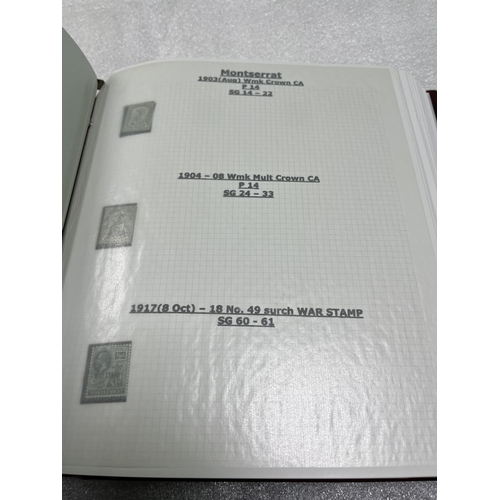 Montserrat
1903(Aug) Wmk Crown CA
P 14
SG 14 – 22
1904 – 08 Wmk Mult Crown CA
P 14
SG 24 – 33
1917(8 Oct) – 18 No. 49 surch WAR STAMP
SG 60 - 61